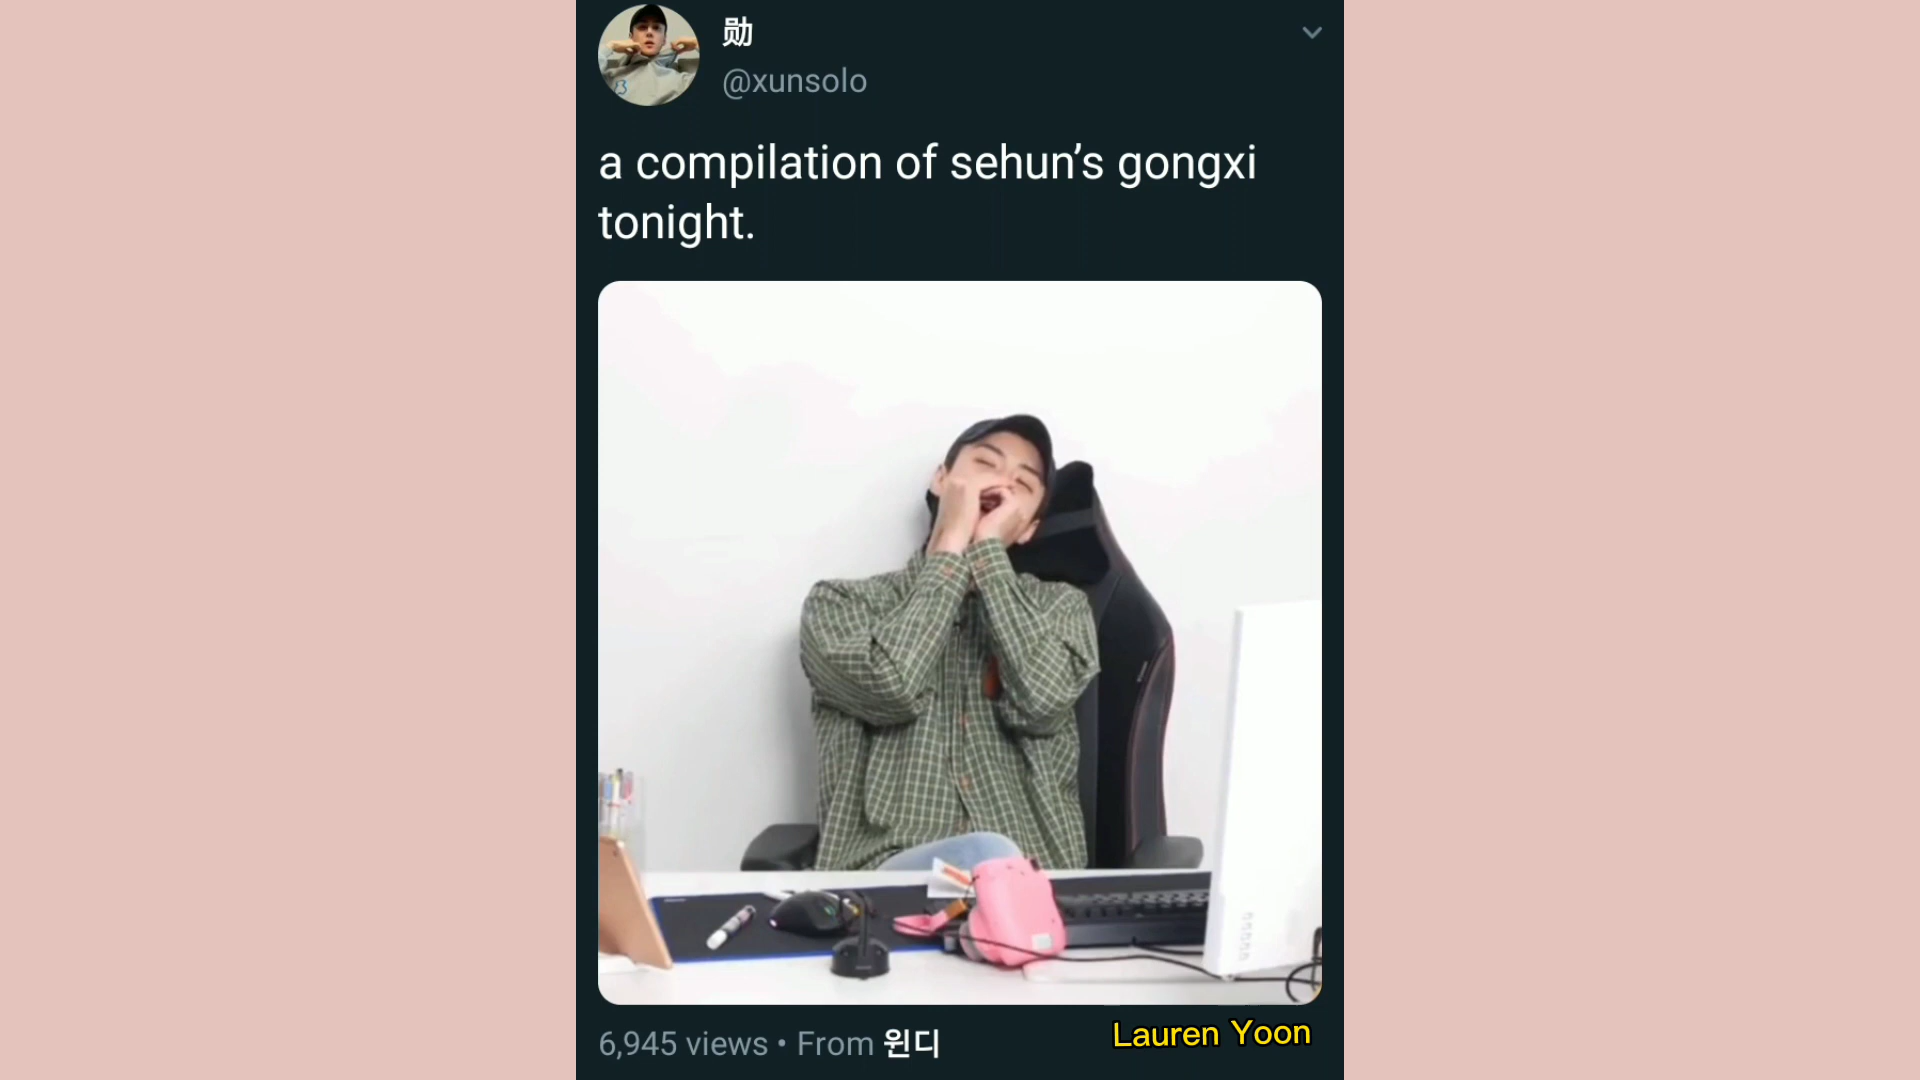 勋
@xunsolo
a compilation of sehun’s gongxi
tonight.
6,945 views • From 윈디
Lauren Yoon